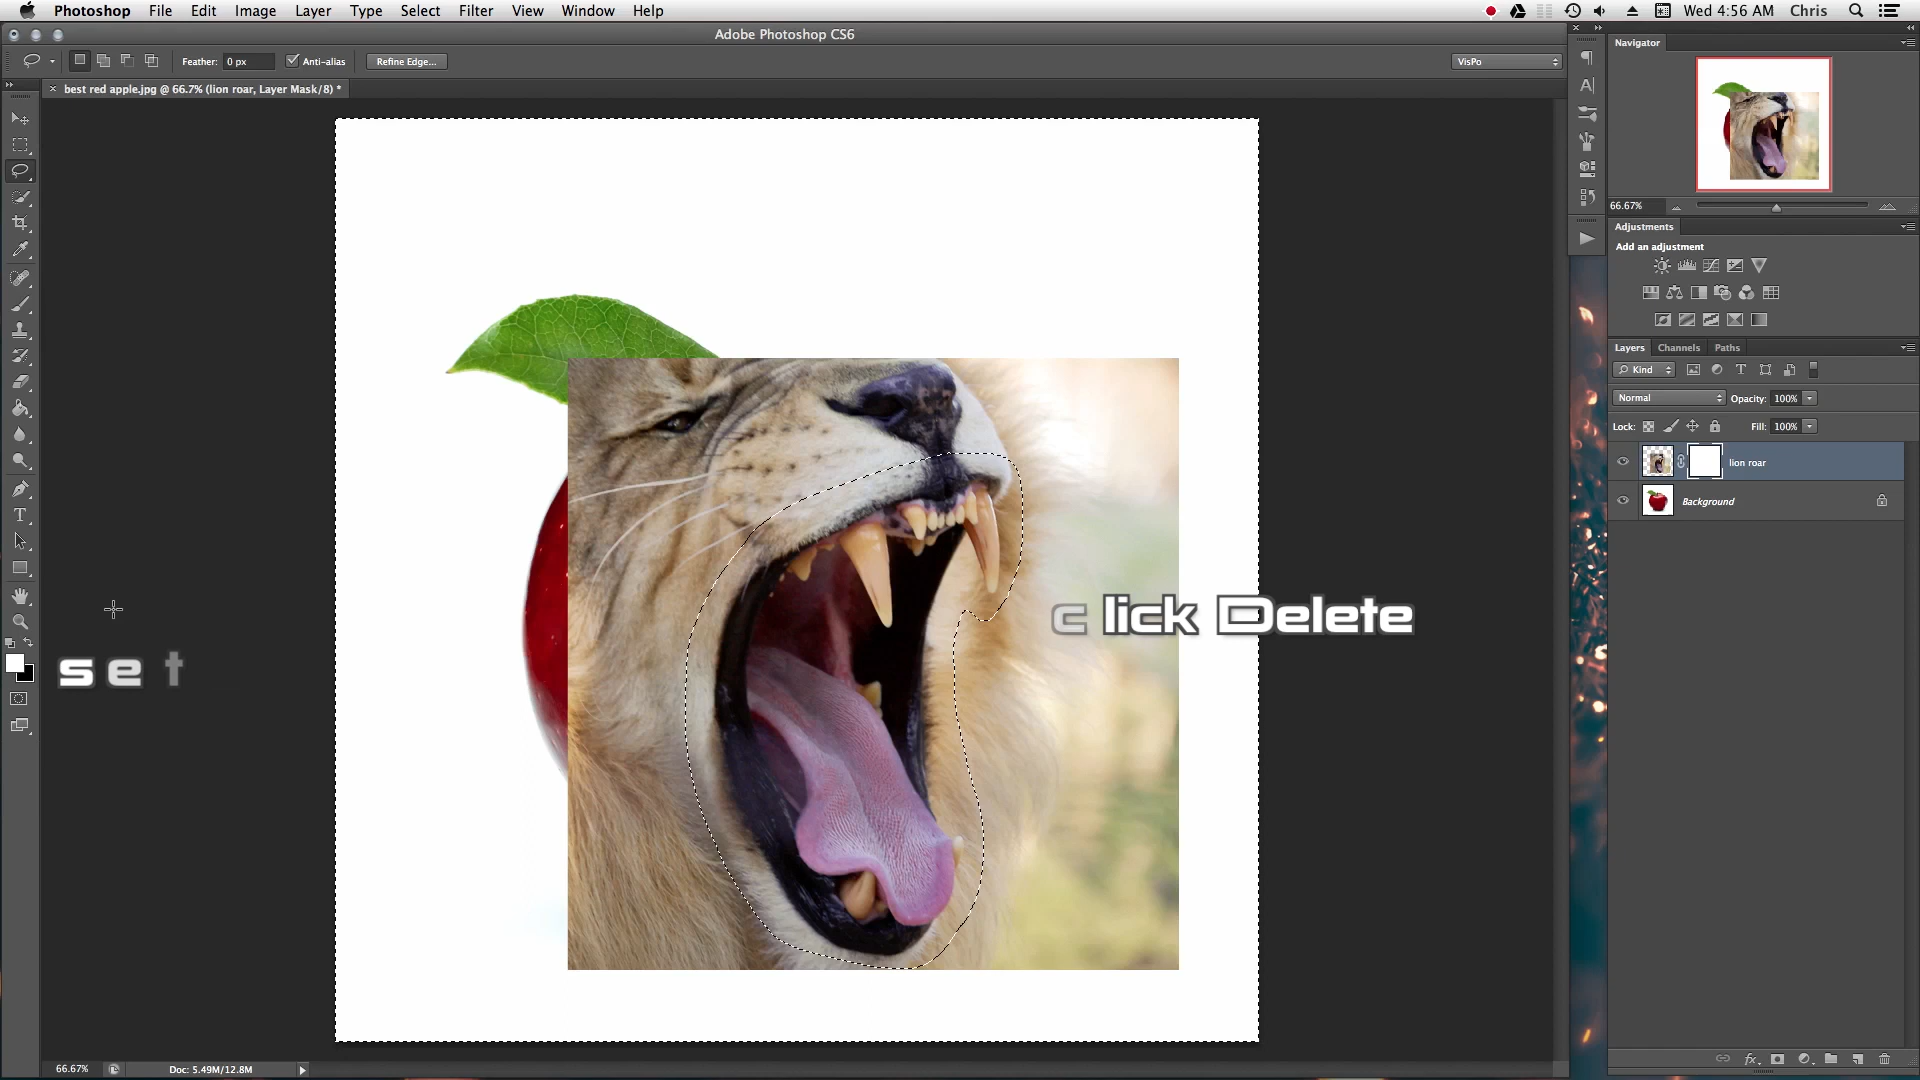 Photoshop File Edit Image Layer Type Select Filter View Window Help
Wed 4:56 AM Chris
Adobe Photoshop CS6
Feather: 0 px Anti-alias Refine Edge... VisPo
best red apple.jpg @ 66.7% (lion roar, Layer Mask/8) *
Navigator
66.67%
Adjustments
Add an adjustment
Layers Channels Paths
Kind
Normal Opacity: 100%
Lock: Fill: 100%
lion roar
Background
click Delete
set
66.67% Doc: 5.49M/12.8M